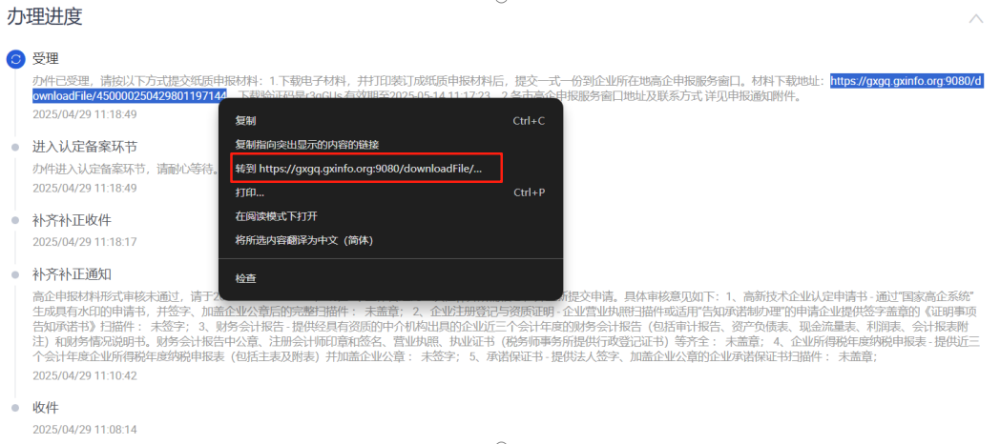 办理进度
受理
办件已受理，请按以下方式提交纸质申报材料：1.下载电子材料，并打印装订成纸质申报材料后，提交一式一份到企业所在地高企申报服务窗口。材料下载地址：https://gxgq.gxinfo.org:9080/d
ownloadFile/450000250429801197144 下载验证码是r3qGUs 有效期至2025-05-14 11:17:23 2.各市高企申报服务窗口地址及联系方式 详见申报通知附件。
2025/04/29 11:18:49
复制 Ctrl+C
复制指向突出显示的内容的链接
转到 https://gxgq.gxinfo.org:9080/downloadFile/...
打印... Ctrl+P
在阅读模式下打开
将所选内容翻译为中文（简体）
检查
进入认定备案环节
办件进入认定备案环节，请耐心等待。
2025/04/29 11:18:49
补齐补正收件
2025/04/29 11:18:17
补齐补正通知
高企申报材料形式审核未通过，请于2 新提交申请。具体审核意见如下：1、高新技术企业认定申请书 - 通过“国家高企系统”
生成具有水印的申请书，并签字、加盖企业公章后的完整扫描件 ： 未盖章； 2、企业注册登记与资质证明 - 企业营业执照扫描件或适用“告知承诺制办理”的申请企业提供签字盖章的《证明事项
告知承诺书》扫描件 ： 未签字； 3、财务会计报告 - 提供经具有资质的中介机构出具的企业近三个会计年度的财务会计报告（包括审计报告、资产负债表、现金流量表、利润表、会计报表附
注）和财务情况说明书。财务会计报告中公章、注册会计师印章和签名、营业执照、执业证书（税务师事务所提供行政登记证书）等齐全 ： 未盖章； 4、企业所得税年度纳税申报表 - 提供近三
个会计年度企业所得税年度纳税申报表（包括主表及附表）并加盖企业公章 ： 未签字； 5、承诺保证书 - 提供法人签字、加盖企业公章的企业承诺保证书扫描件 ： 未盖章；
2025/04/29 11:10:42
收件
2025/04/29 11:08:14